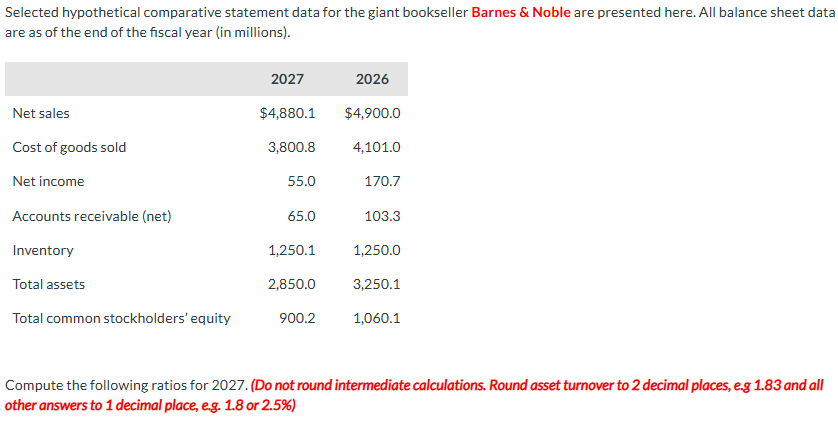 Selected hypothetical comparative statement data for the giant bookseller Barnes & Noble are presented here. All balance sheet data
are as of the end of the fiscal year (in millions).
2027 2026
Net sales $4,880.1 $4,900.0
Cost of goods sold 3,800.8 4,101.0
Net income 55.0 170.7
Accounts receivable (net) 65.0 103.3
Inventory 1,250.1 1,250.0
Total assets 2,850.0 3,250.1
Total common stockholders' equity 900.2 1,060.1
Compute the following ratios for 2027. (Do not round intermediate calculations. Round asset turnover to 2 decimal places, e.g 1.83 and all
other answers to 1 decimal place, e.g. 1.8 or 2.5%)